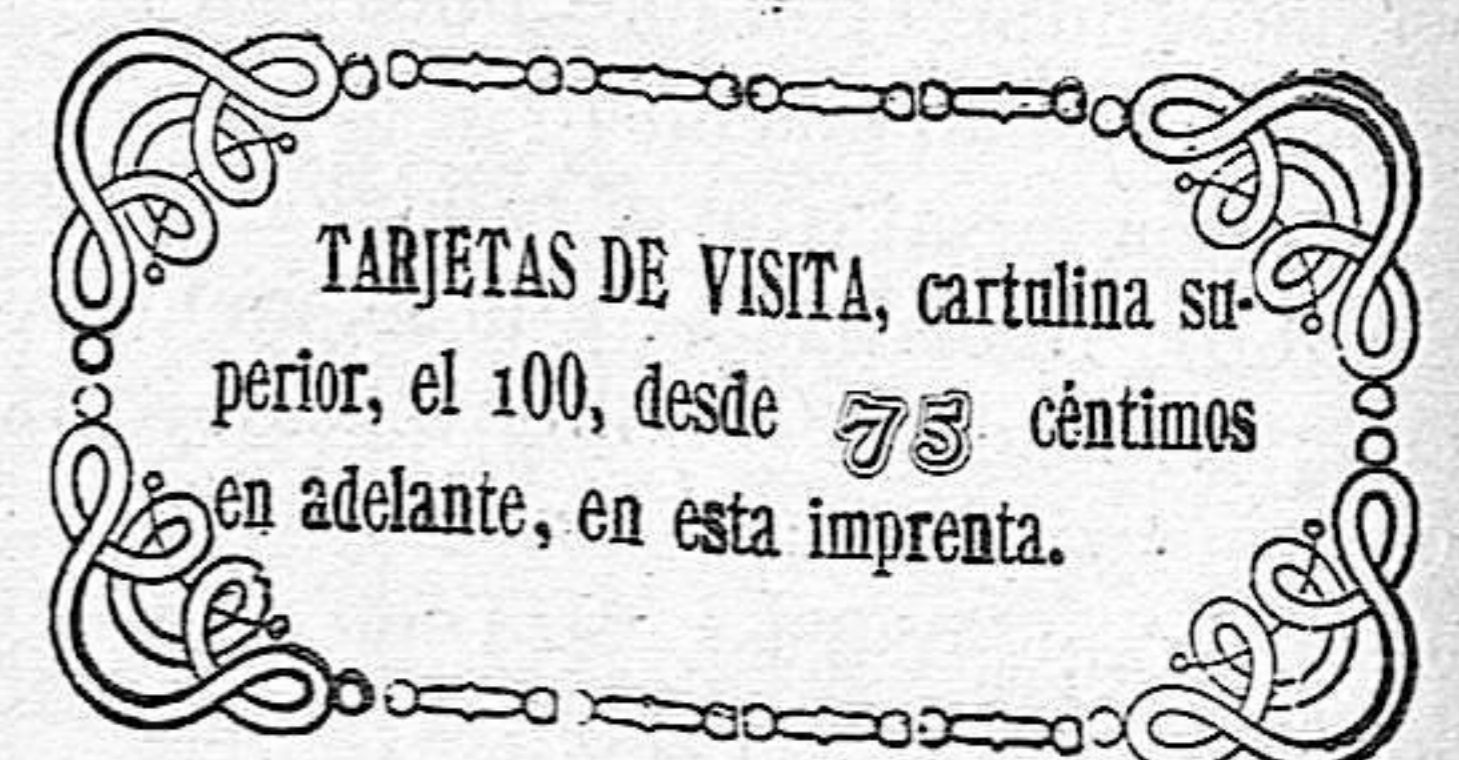 TARJETAS DE VISITA, cartulina su-
perior, el 100, desde 75 céntimos
en adelante, en esta imprenta.